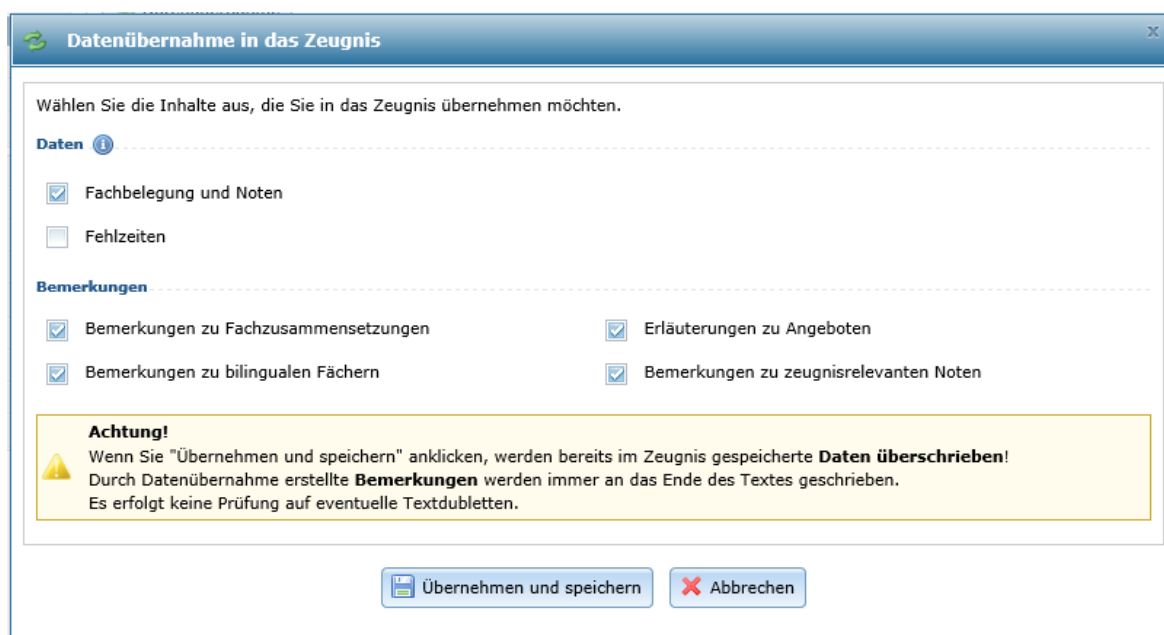 Datenübernahme in das Zeugnis
x
Wählen Sie die Inhalte aus, die Sie in das Zeugnis übernehmen möchten.
Daten i
Fachbelegung und Noten
Fehlzeiten
Bemerkungen
Bemerkungen zu Fachzusammensetzungen
Erläuterungen zu Angeboten
Bemerkungen zu bilingualen Fächern
Bemerkungen zu zeugnisrelevanten Noten
Achtung!
Wenn Sie "Übernehmen und speichern" anklicken, werden bereits im Zeugnis gespeicherte Daten überschrieben!
Durch Datenübernahme erstellte Bemerkungen werden immer an das Ende des Textes geschrieben.
Es erfolgt keine Prüfung auf eventuelle Textdubletten.
Übernehmen und speichern
Abbrechen